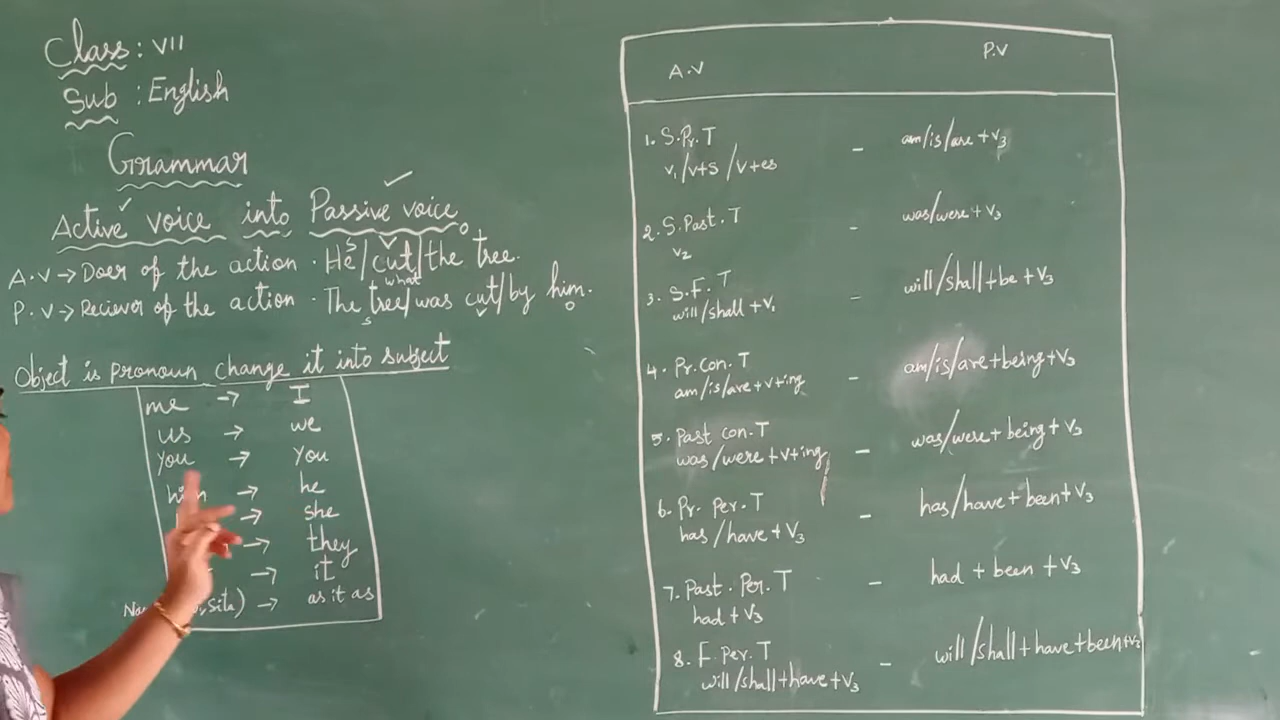 Class : VII
Sub : English
Grammar
Active voice into Passive voice
A.V → Doer of the action . He/cut/the tree.
S V O
what
P.V → Reciever of the action . The tree/was cut/by him.
S V O
Object is pronoun change it into subject
me → I
us → we
you → you
him → he
→ she
→ they
→ it
sita) → as it as
A.V P.V
1. S.Pr.T - am/is/are + v3
v1/v+s /v+es
2. S.Past.T - was/were + v3
v2
3. S.F.T - will/shall + be + v3
will/shall + v1
4. Pr.con.T - am/is/are + being + v3
am/is/are + v+ing
5. Past con.T - was/were + being + v3
was/were + v+ing
6. Pr. per.T - has/have + been + v3
has/have + v3
7. Past.Per.T - had + been + v3
had + v3
8. F.per.T - will/shall + have + been + v3
will/shall + have + v3